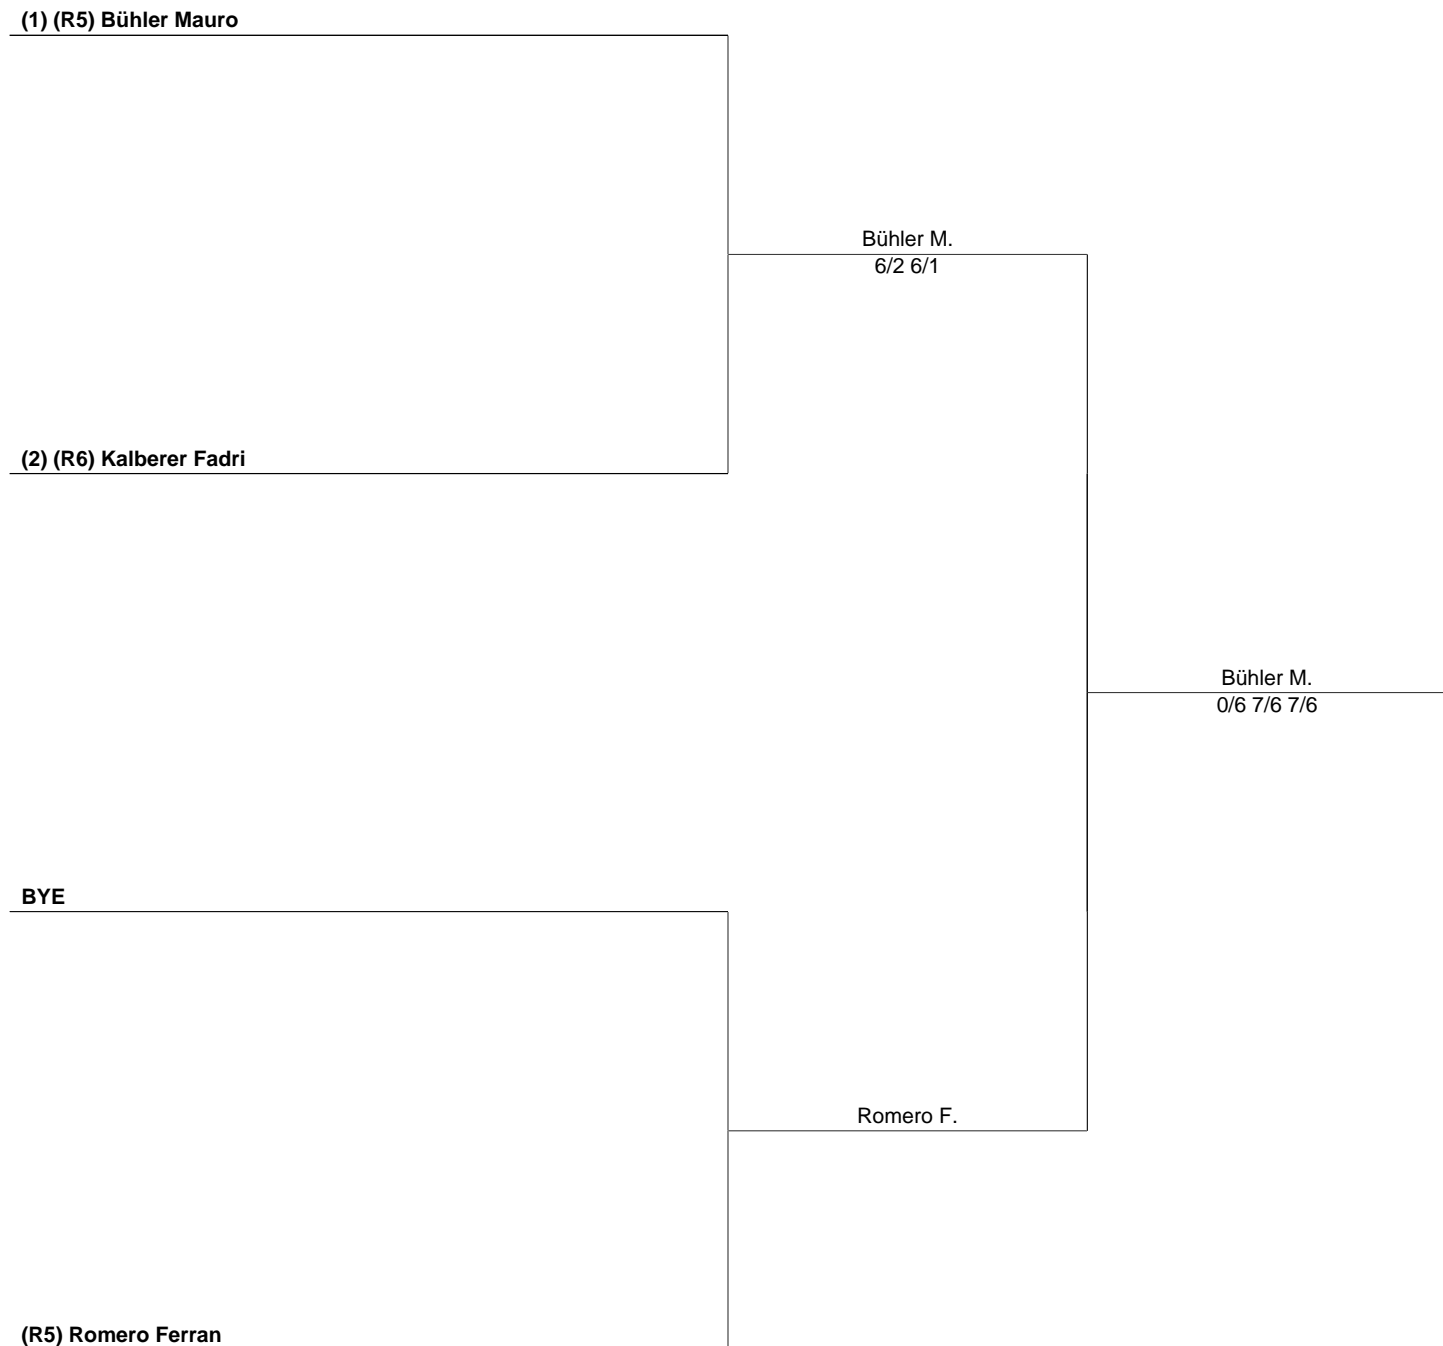 (1) (R5) Bühler Mauro
Bühler M.
6/2 6/1
(2) (R6) Kalberer Fadri
Bühler M.
0/6 7/6 7/6
BYE
Romero F.
(R5) Romero Ferran